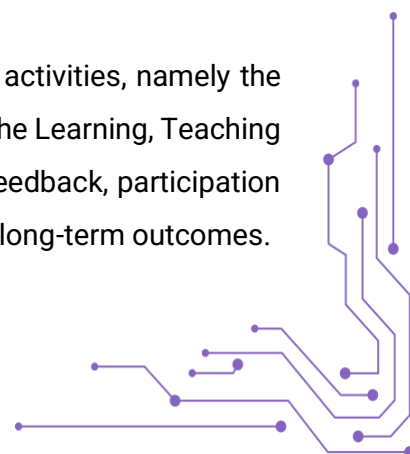 activities, namely the
he Learning, Teaching
eedback, participation
long-term outcomes.